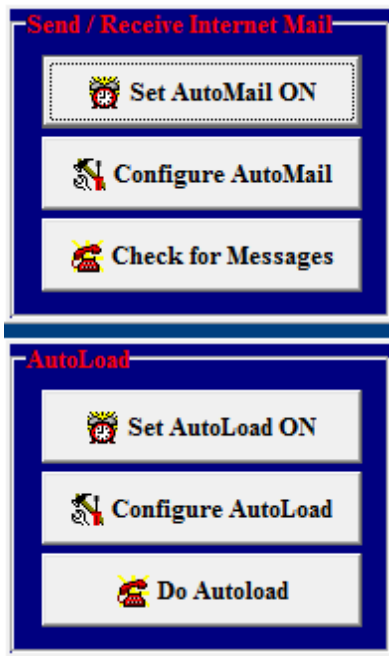 Send / Receive Internet Mail
Set AutoMail ON
Configure AutoMail
Check for Messages
AutoLoad
Set AutoLoad ON
Configure AutoLoad
Do Autoload